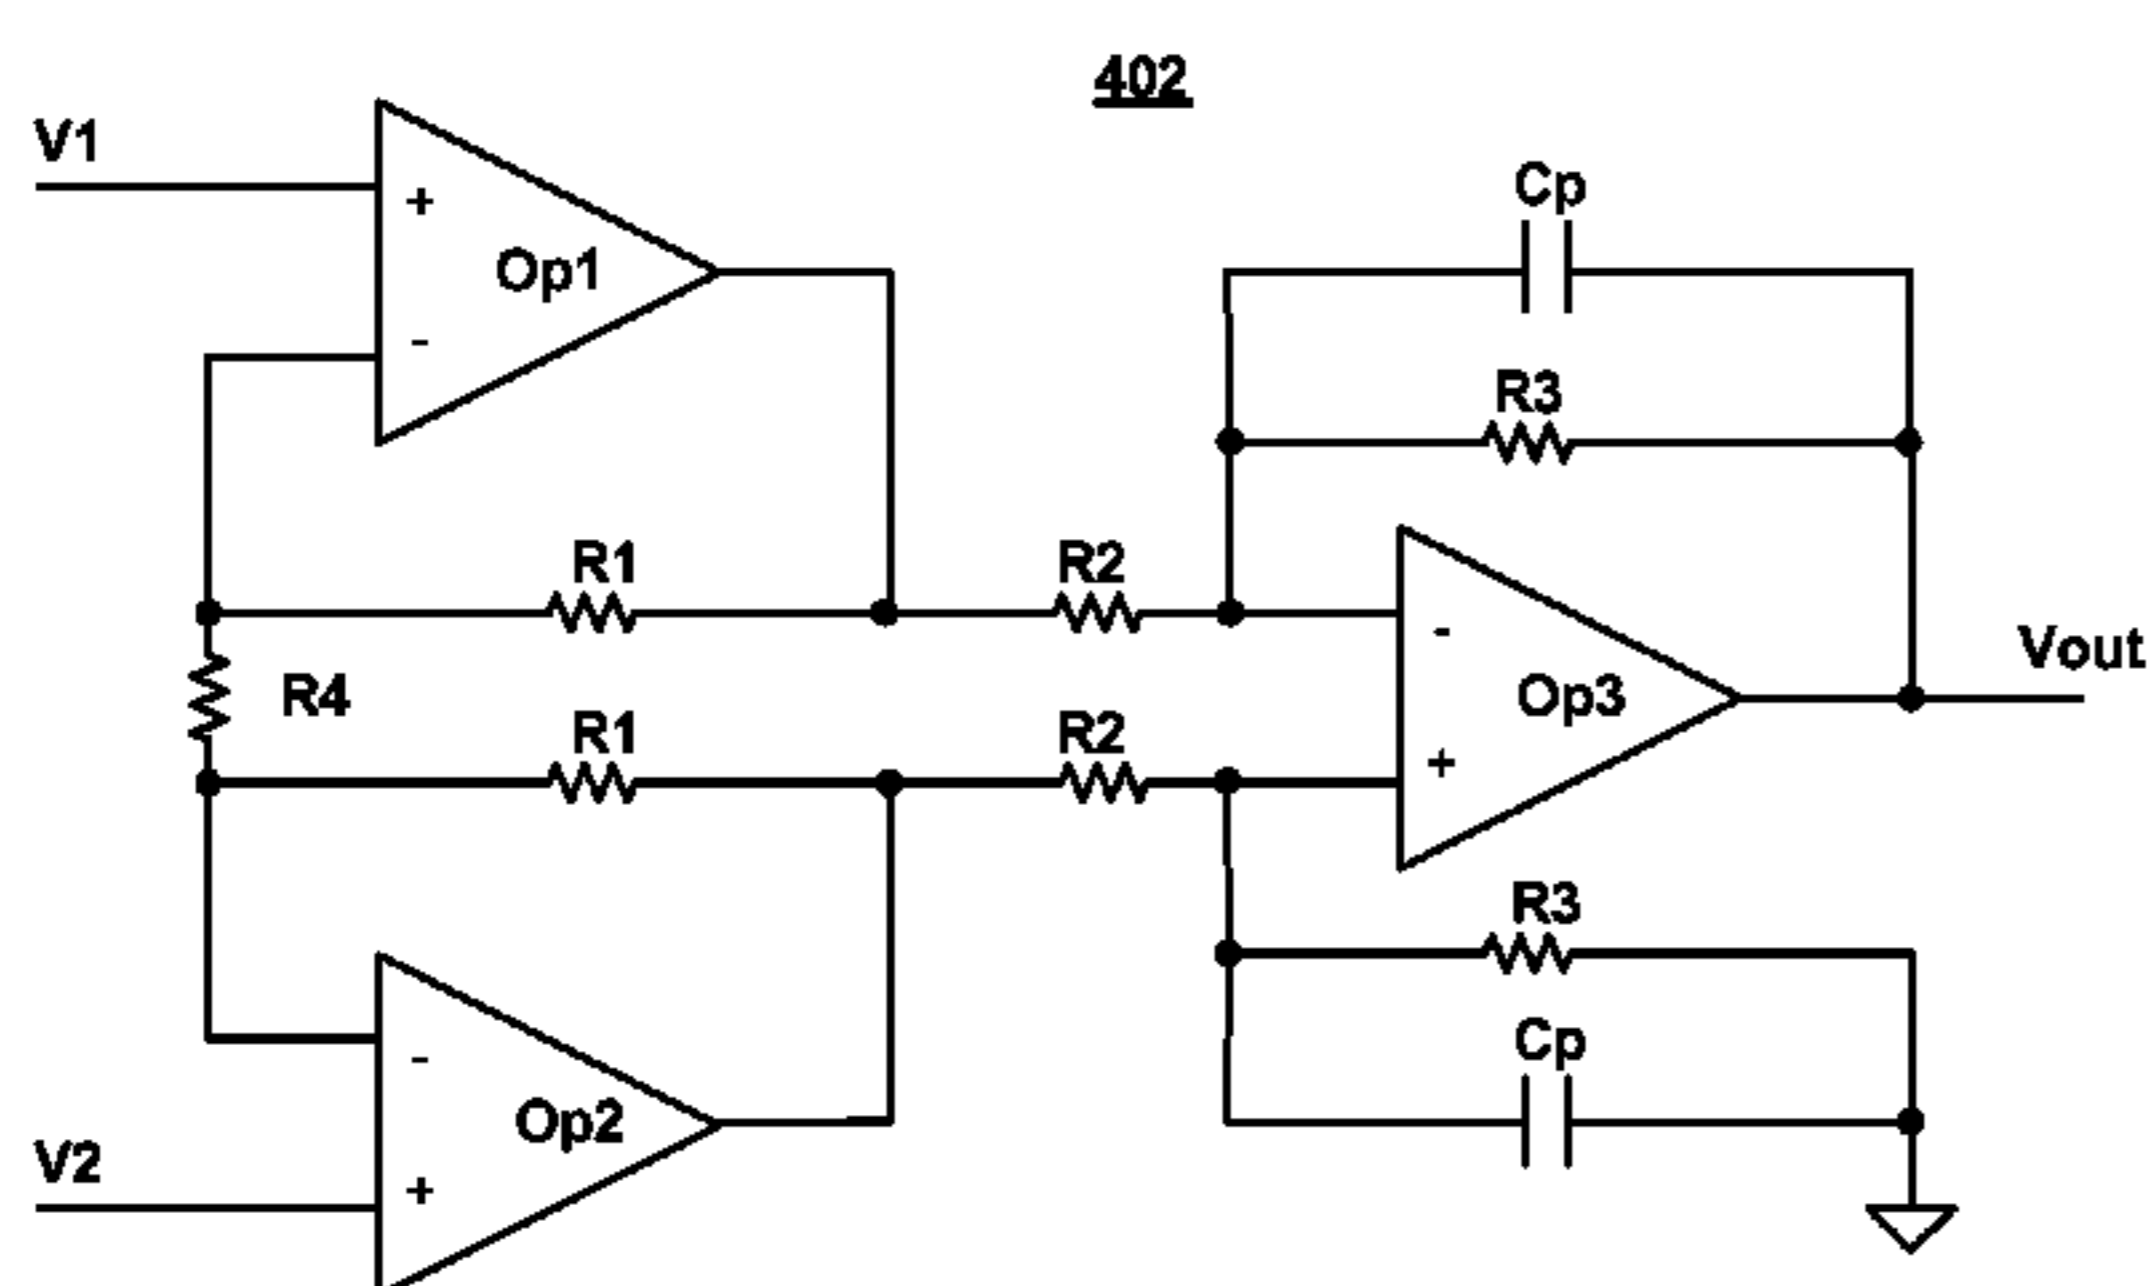 402
V1
+
Op1
-
Cp
R3
R1
R2
-
Op3
Vout
R4
R1
R2
+
R3
-
Op2
Cp
V2
+